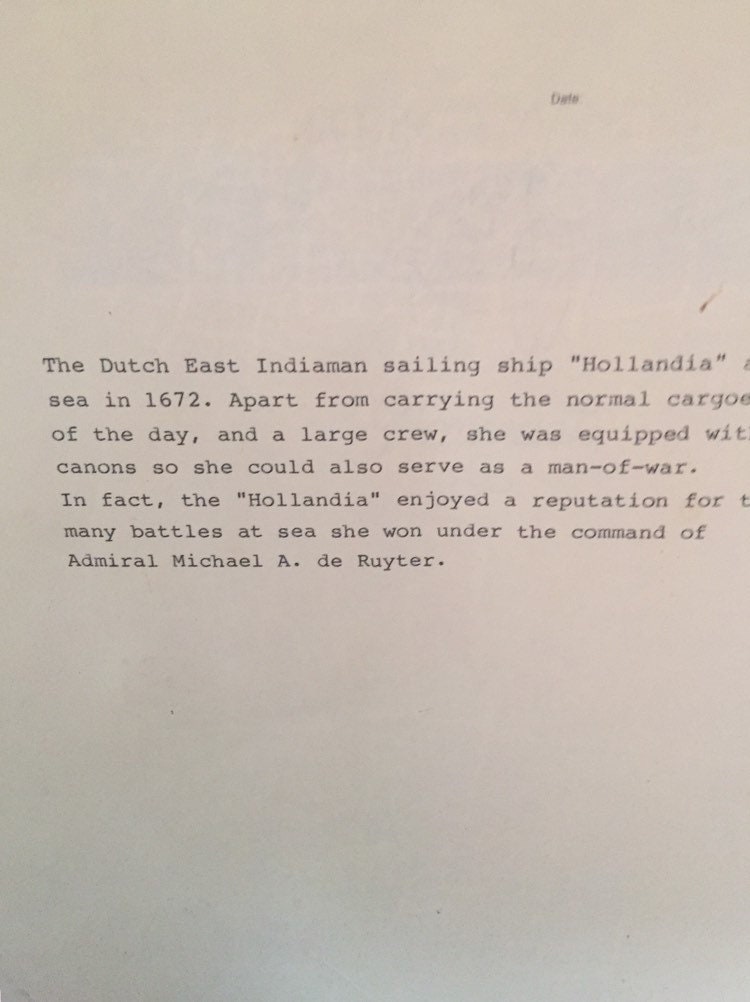 Date
The Dutch East Indiaman sailing ship "Hollandia"
sea in 1672. Apart from carrying the normal cargoe
of the day, and a large crew, she was equipped wit
canons so she could also serve as a man-of-war.
In fact, the "Hollandia" enjoyed a reputation for t
many battles at sea she won under the command of
Admiral Michael A. de Ruyter.